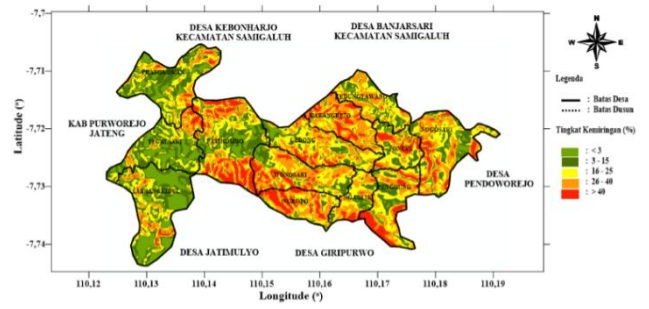 -7,7
DESA KEBONHARJO
KECAMATAN SAMIGALUH
DESA BANJARSARI
KECAMATAN SAMIGALUH
N
W E
S
-7,71
Legenda
: Batas Desa
: Batas Dusun
KAB PURWOREJO
JATENG
-7,72
Latitude (°)
Tingkat Kemiringan (%)
: < 3
: 3 - 15
: 16 - 25
: 26 - 40
: > 40
-7,73
DESA
PENDOWOREJO
-7,74
DESA JATIMULYO
DESA GIRIPURWO
110,12 110,13 110,14 110,15 110,16 110,17 110,18 110,19
Longitude (°)